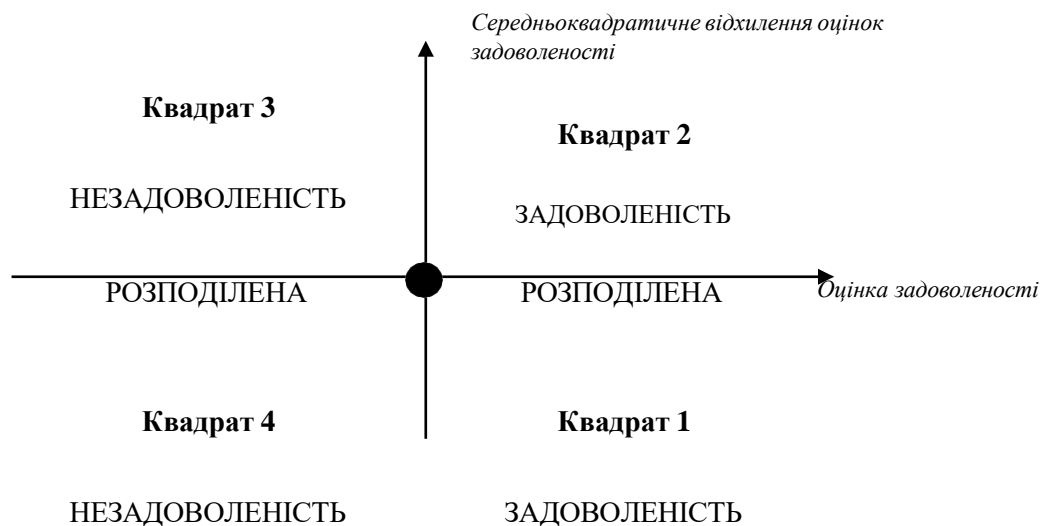 Середньоквадратичне відхилення оцінок
задоволеності
Квадрат 3
Квадрат 2
НЕЗАДОВОЛЕНІСТЬ
ЗАДОВОЛЕНІСТЬ
РОЗПОДІЛЕНА
РОЗПОДІЛЕНА
Оцінка задоволеності
Квадрат 4
Квадрат 1
НЕЗАДОВОЛЕНІСТЬ
ЗАДОВОЛЕНІСТЬ